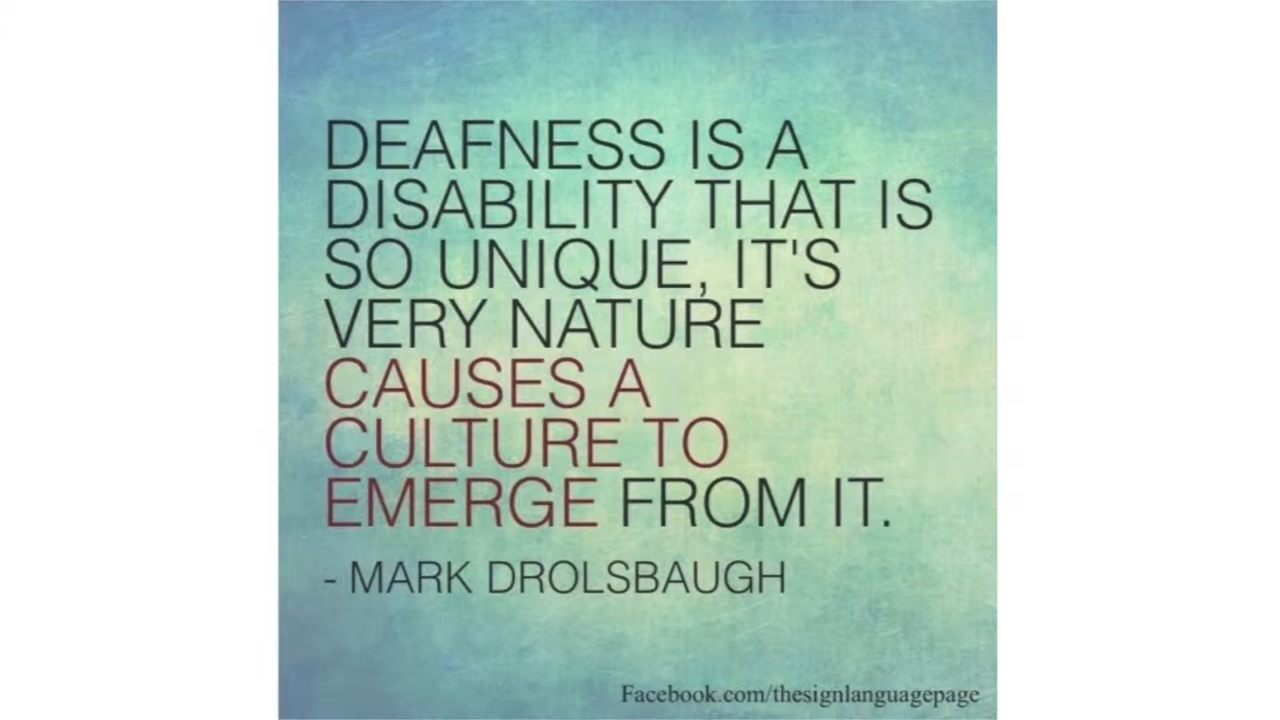 DEAFNESS IS A
DISABILITY THAT IS
SO UNIQUE, IT'S
VERY NATURE
CAUSES A
CULTURE TO
EMERGE FROM IT.
- MARK DROLSBAUGH
Facebook.com/thesignlanguagepage